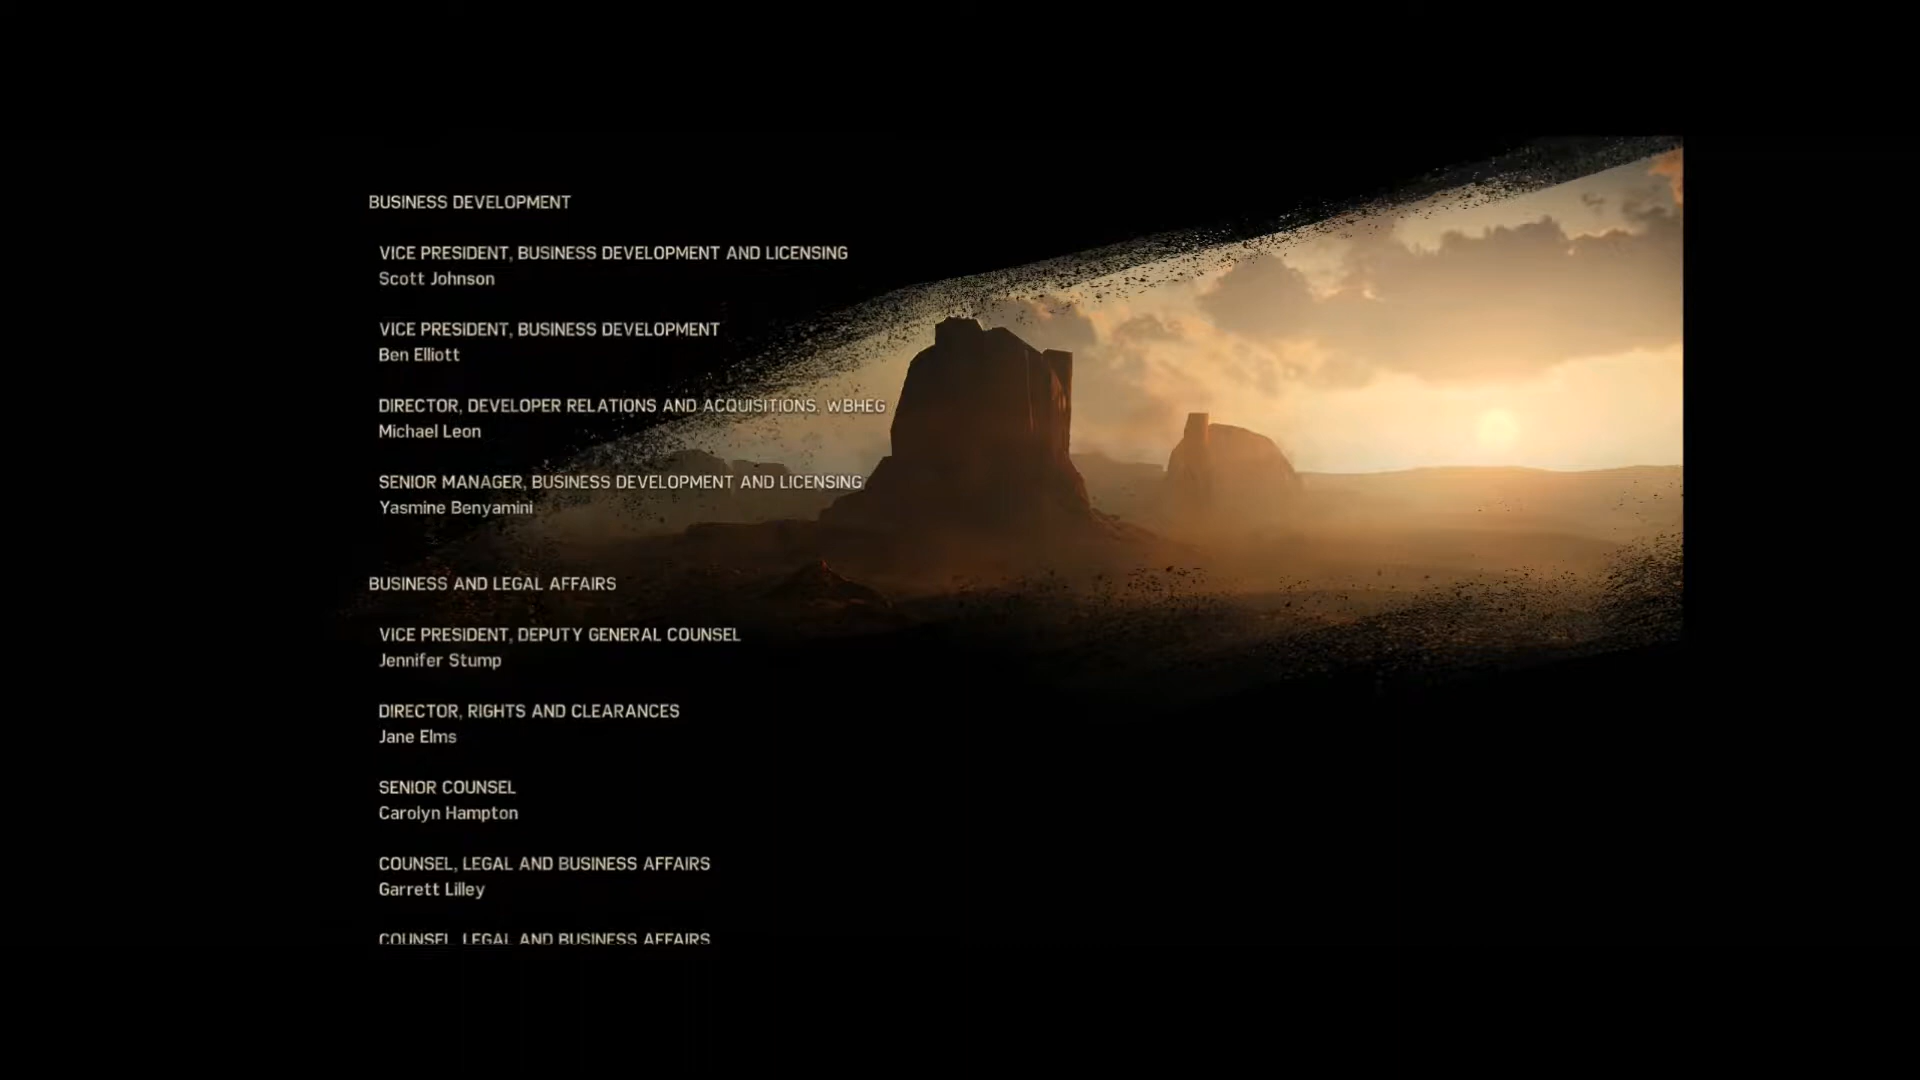 BUSINESS DEVELOPMENT
VICE PRESIDENT, BUSINESS DEVELOPMENT AND LICENSING
Scott Johnson
VICE PRESIDENT, BUSINESS DEVELOPMENT
Ben Elliott
DIRECTOR, DEVELOPER RELATIONS AND ACQUISITIONS, WBHEG
Michael Leon
SENIOR MANAGER, BUSINESS DEVELOPMENT AND LICENSING
Yasmine Benyamini
BUSINESS AND LEGAL AFFAIRS
VICE PRESIDENT, DEPUTY GENERAL COUNSEL
Jennifer Stump
DIRECTOR, RIGHTS AND CLEARANCES
Jane Elms
SENIOR COUNSEL
Carolyn Hampton
COUNSEL, LEGAL AND BUSINESS AFFAIRS
Garrett Lilley
COUNSEL, LEGAL AND BUSINESS AFFAIRS